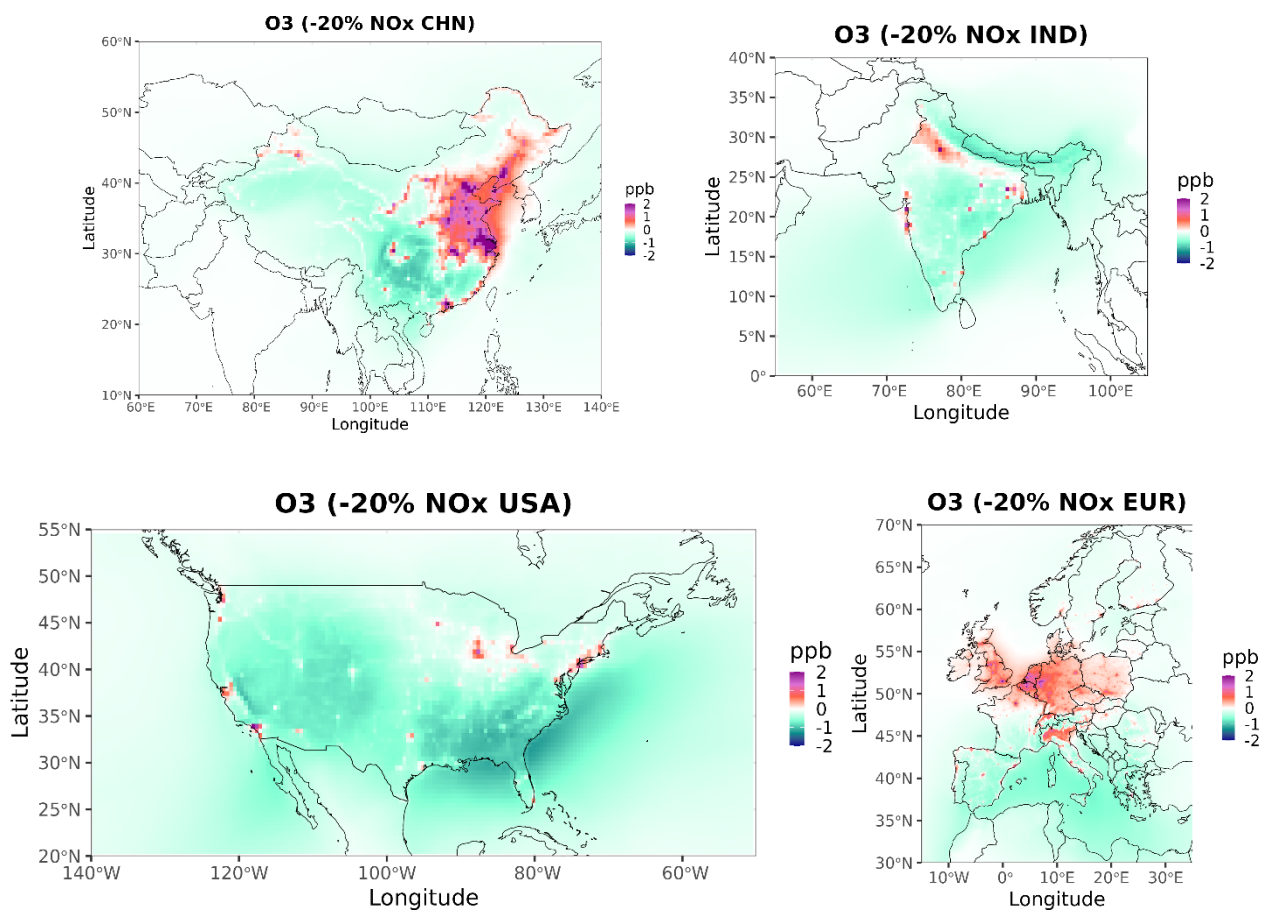 O3 (-20% NOx CHN)
60°N
50°N
40°N
30°N
20°N
10°N
Latitude
60°E 70°E 80°E 90°E 100°E 110°E 120°E 130°E 140°E
Longitude
ppb
2
1
0
-1
-2
O3 (-20% NOx IND)
40°N
35°N
30°N
25°N
20°N
15°N
10°N
5°N
0°
Latitude
60°E 70°E 80°E 90°E 100°E
Longitude
ppb
2
1
0
-1
-2
O3 (-20% NOx USA)
55°N
50°N
45°N
40°N
35°N
30°N
25°N
20°N
Latitude
140°W 120°W 100°W 80°W 60°W
Longitude
ppb
2
1
0
-1
-2
O3 (-20% NOx EUR)
70°N
65°N
60°N
55°N
50°N
45°N
40°N
35°N
30°N
Latitude
10°W 0° 10°E 20°E 30°E
Longitude
ppb
2
1
0
-1
-2